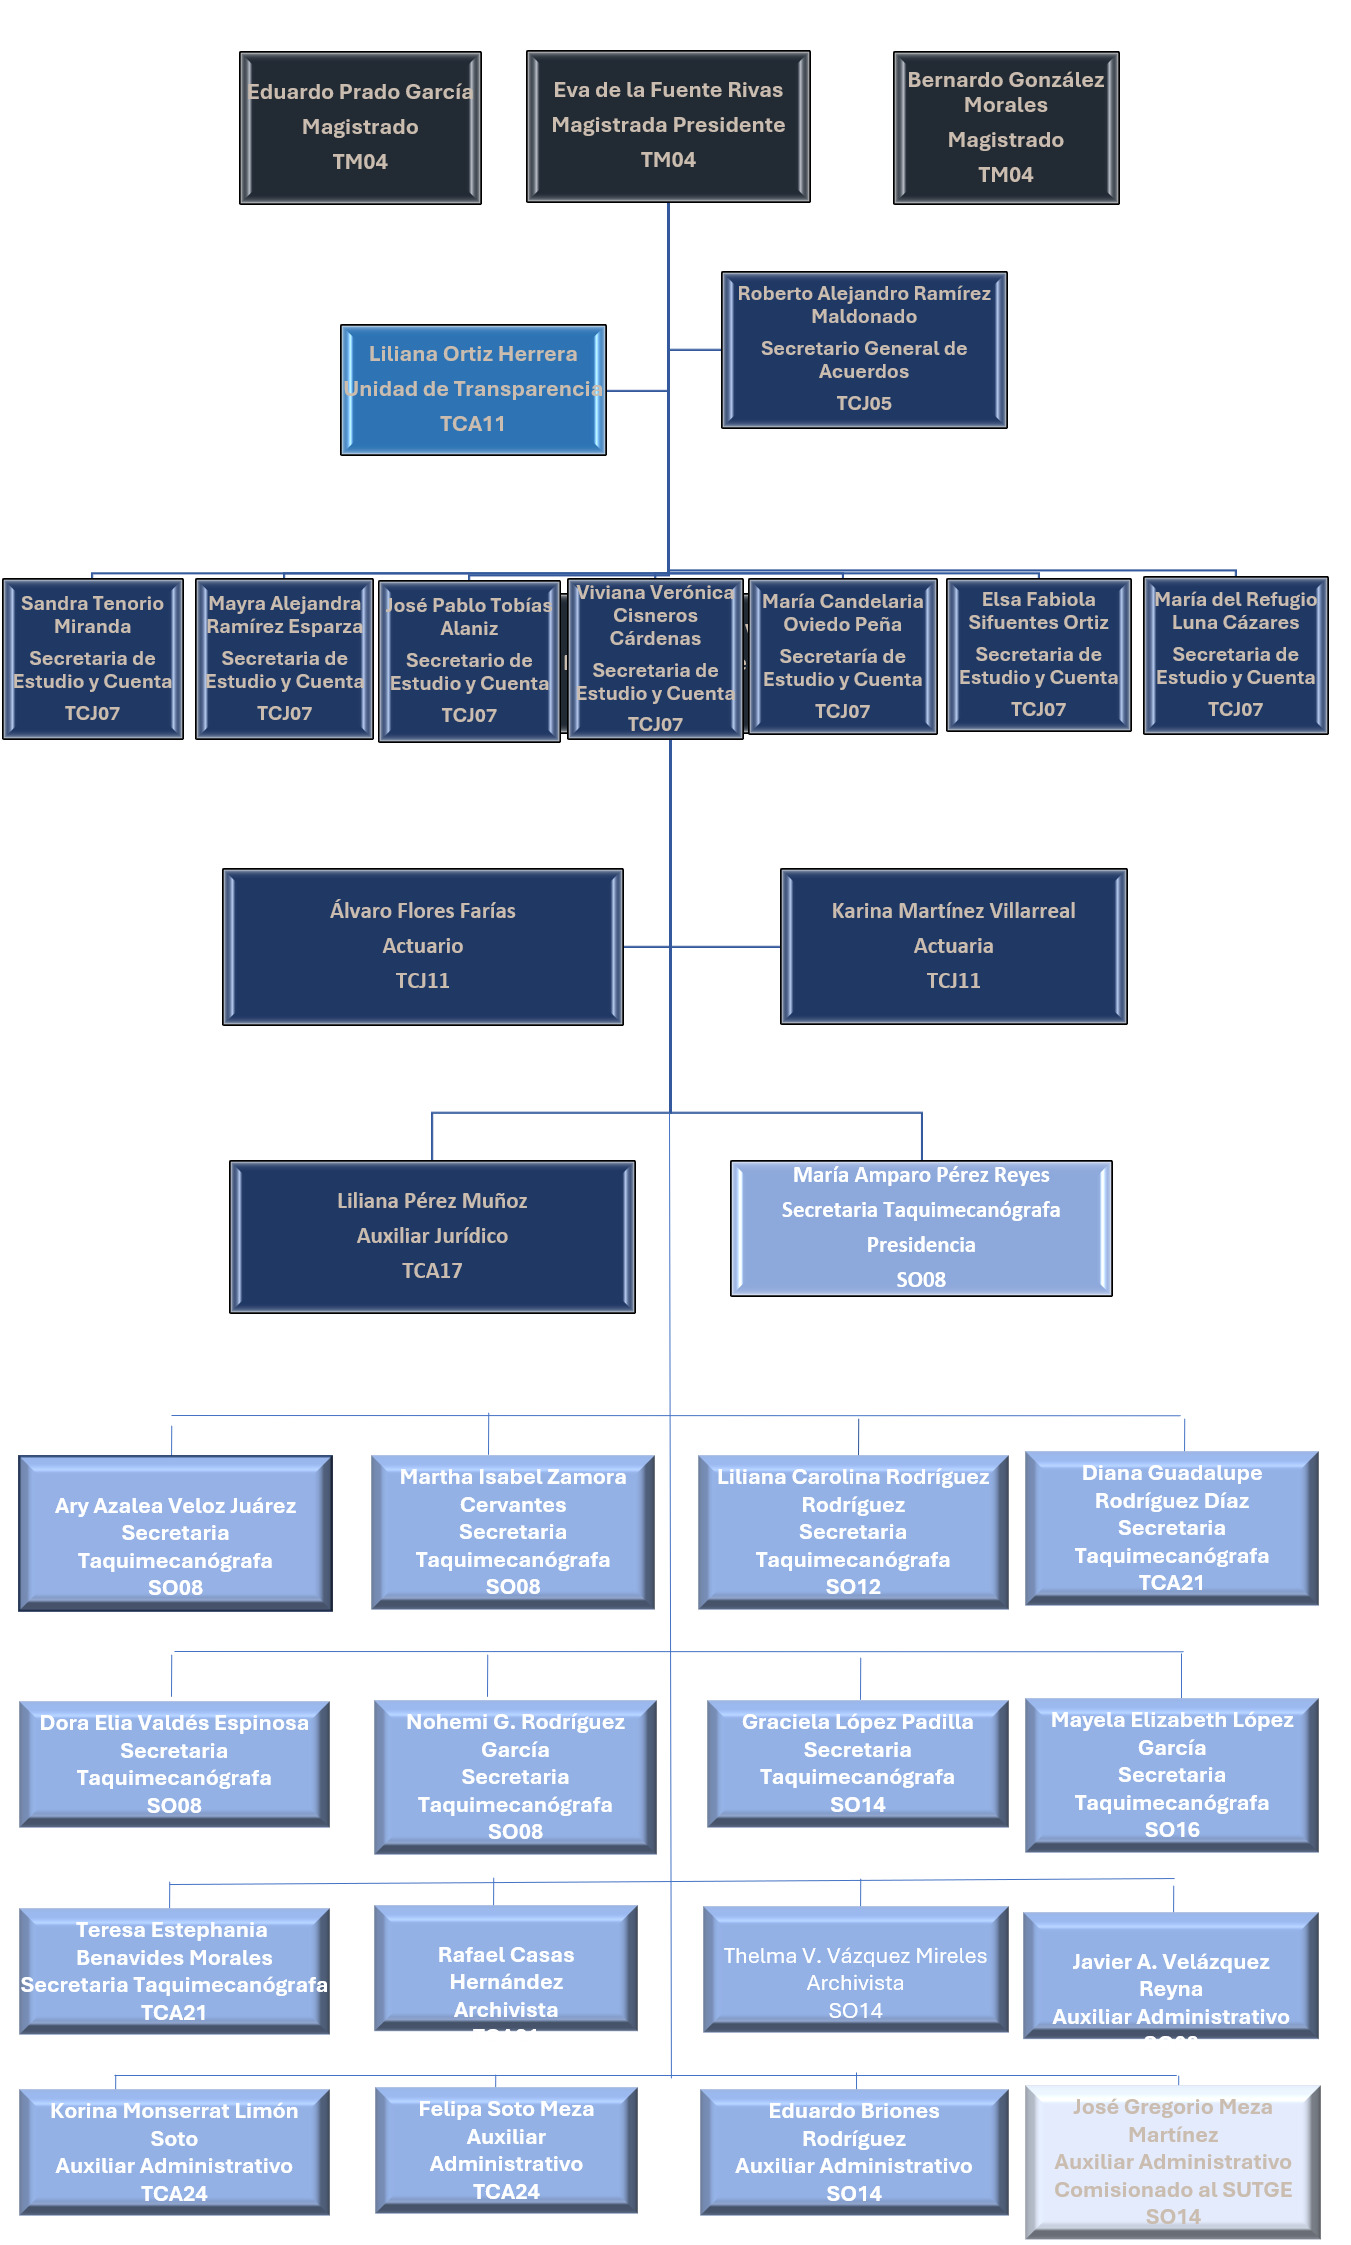 Eduardo Prado García
Magistrado
TM04
Eva de la Fuente Rivas
Magistrada Presidente
TM04
Bernardo González
Morales
Magistrado
TM04
Roberto Alejandro Ramírez
Maldonado
Secretario General de
Acuerdos
TCJ05
Liliana Ortiz Herrera
Unidad de Transparencia
TCA11
Sandra Tenorio
Miranda
Secretaria de
Estudio y Cuenta
TCJ07
Mayra Alejandra
Ramírez Esparza
Secretaria de
Estudio y Cuenta
TCJ07
José Pablo Tobías
Alaniz
Secretario de
Estudio y Cuenta
TCJ07
Viviana Verónica
Cisneros
Cárdenas
Secretaria de
Estudio y Cuenta
TCJ07
María Candelaria
Oviedo Peña
Secretaría de
Estudio y Cuenta
TCJ07
Elsa Fabiola
Sifuentes Ortiz
Secretaria de
Estudio y Cuenta
TCJ07
María del Refugio
Luna Cázares
Secretaria de
Estudio y Cuenta
TCJ07
Álvaro Flores Farías
Actuario
TCJ11
Karina Martínez Villarreal
Actuaria
TCJ11
Liliana Pérez Muñoz
Auxiliar Jurídico
TCA17
María Amparo Pérez Reyes
Secretaria Taquimecanógrafa
Presidencia
SO08
Ary Azalea Veloz Juárez
Secretaria
Taquimecanógrafa
SO08
Martha Isabel Zamora
Cervantes
Secretaria
Taquimecanógrafa
SO08
Liliana Carolina Rodríguez
Rodríguez
Secretaria
Taquimecanógrafa
SO12
Diana Guadalupe
Rodríguez Díaz
Secretaria
Taquimecanógrafa
TCA21
Dora Elia Valdés Espinosa
Secretaria
Taquimecanógrafa
SO08
Nohemi G. Rodríguez
García
Secretaria
Taquimecanógrafa
SO08
Graciela López Padilla
Secretaria
Taquimecanógrafa
SO14
Mayela Elizabeth López
García
Secretaria
Taquimecanógrafa
SO16
Teresa Estephania
Benavides Morales
Secretaria Taquimecanógrafa
TCA21
Rafael Casas
Hernández
Archivista
Thelma V. Vázquez Mireles
Archivista
SO14
Javier A. Velázquez
Reyna
Auxiliar Administrativo
Korina Monserrat Limón
Soto
Auxiliar Administrativo
TCA24
Felipa Soto Meza
Auxiliar
Administrativo
TCA24
Eduardo Briones
Rodríguez
Auxiliar Administrativo
SO14
José Gregorio Meza
Martínez
Auxiliar Administrativo
Comisionado al SUTGE
SO14